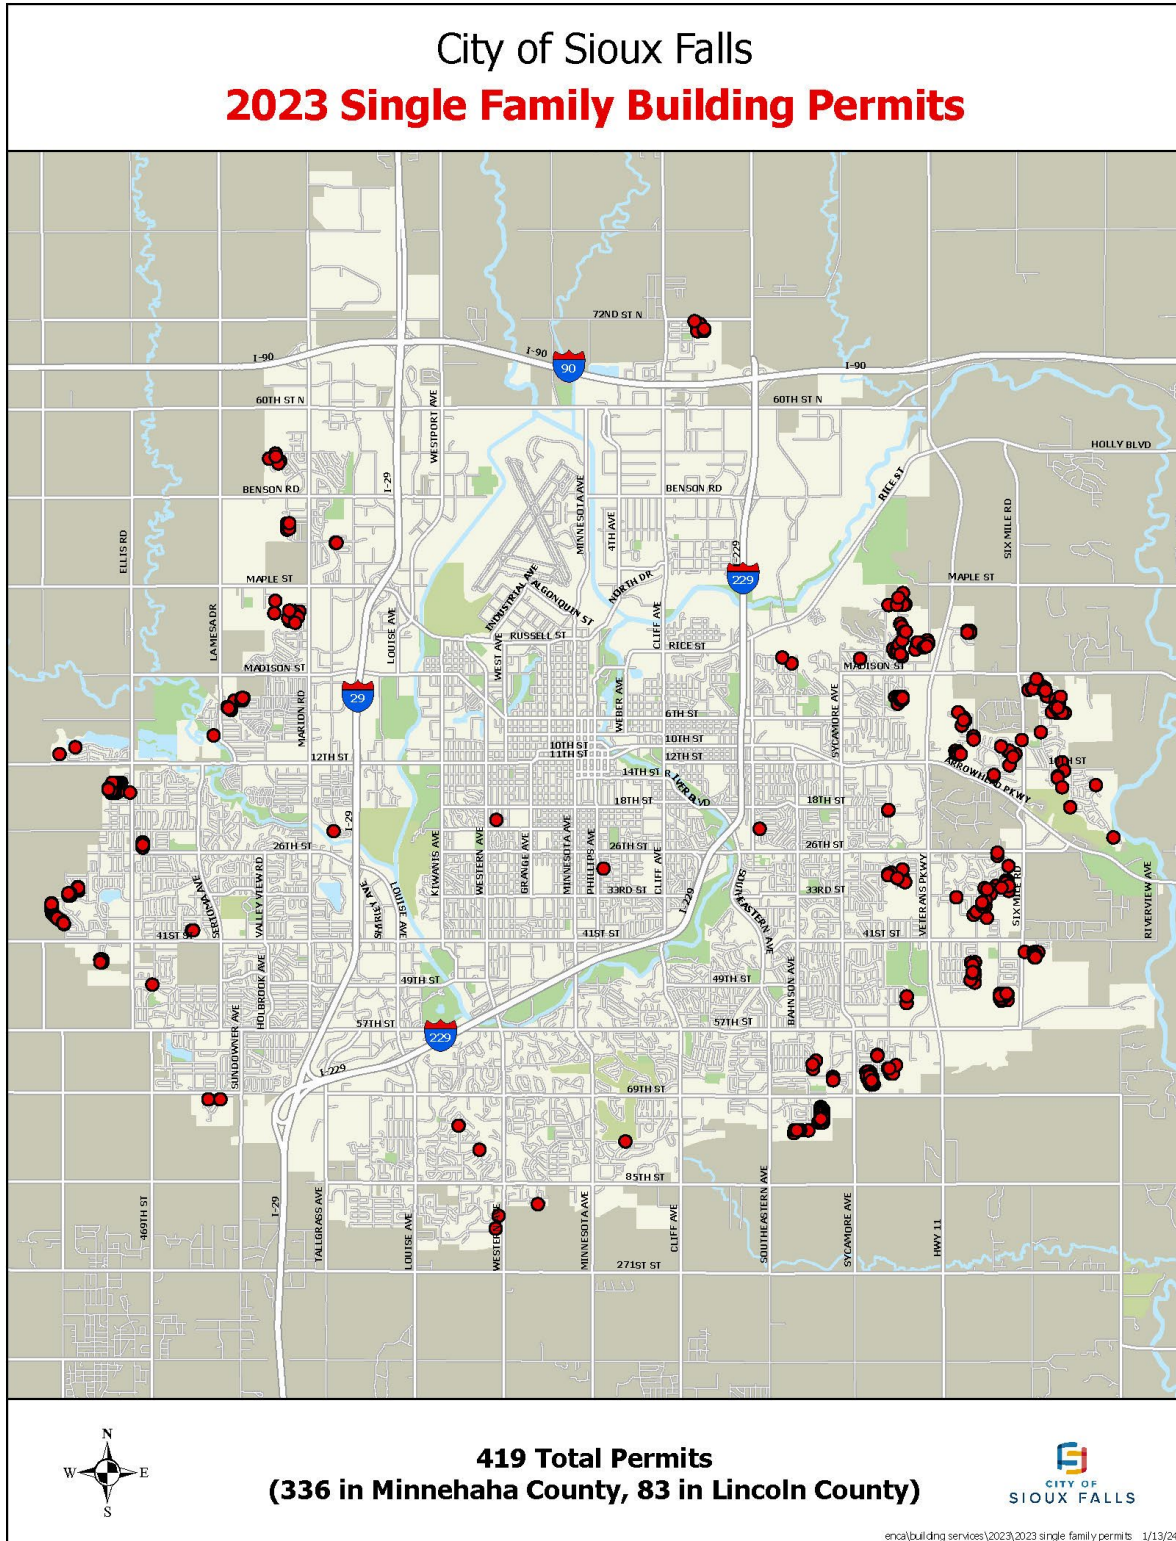 City of Sioux Falls
2023 Single Family Building Permits
72ND ST N
I-90
I-90
90
I-90
60TH ST N
60TH ST N
WESTPORT AVE
HOLLY BLVD
I-29
RICE ST
BENSON RD
BENSON RD
MINNESOTA AVE
4TH AVE
SIX MILE RD
ELLIS RD
I-229
229
MAPLE ST
MAPLE ST
INDUSTRIAL AVE
ALGONQUIN ST
NORTH DR
LAMESA DR
LOUISE AVE
CLIFF AVE
RUSSELL ST
WEST AVE
RICE ST
MADISON ST
MADISON ST
29
MARION RD
WEBER AVE
SYCAMORE AVE
6TH ST
10TH ST
10TH ST
11TH ST
12TH ST
12TH ST
10TH ST
14TH ST
RIVER BLVD
ARROWHEAD PKWY
18TH ST
18TH ST
I-29
26TH ST
26TH ST
26TH ST
KIWANIS AVE
WESTERN AVE
GRANGE AVE
MINNESOTA AVE
PHILLIPS AVE
CLIFF AVE
33RD ST
33RD ST
SERTOMA AVE
VALLEY VIEW RD
SHIRLEY AVE
LOUISE AVE
I-229
SOUTHEASTERN AVE
VETERANS PKWY
SIX MILE RD
RIVERVIEW AVE
41ST ST
41ST ST
41ST ST
HOLBROOK AVE
49TH ST
49TH ST
BAHNSON AVE
SUNDOWNER AVE
57TH ST
57TH ST
229
I-229
69TH ST
HWY 11
85TH ST
469TH ST
I-29
TALLGRASS AVE
LOUISE AVE
WESTERN AVE
MINNESOTA AVE
CLIFF AVE
SOUTHEASTERN AVE
SYCAMORE AVE
271ST ST
N
W
E
S
419 Total Permits
(336 in Minnehaha County, 83 in Lincoln County)
CITY OF
SIOUX FALLS
enca\building services\2023\2023 single family permits 1/13/24